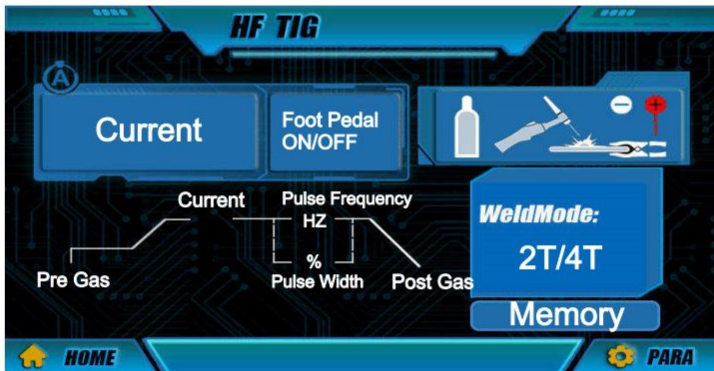 HF TIG
A
Current
Foot Pedal
ON/OFF
Current
Pulse Frequency
HZ
%
Pulse Width
Pre Gas
Post Gas
WeldMode:
2T/4T
Memory
HOME
PARA